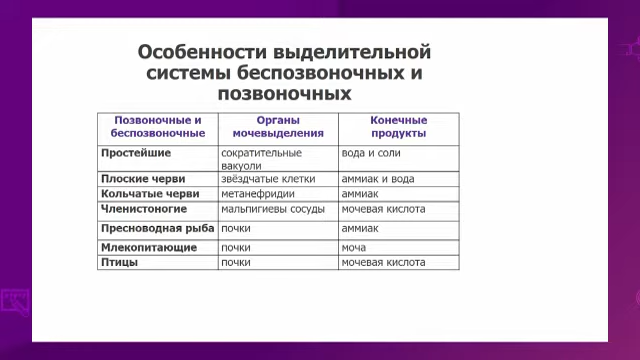 Особенности выделительной
системы беспозвоночных и
позвоночных
Позвоночные и беспозвоночные Органы мочевыделения Конечные продукты
Простейшие сократительные вакуоли вода и соли
Плоские черви звёздчатые клетки аммиак и вода
Кольчатые черви метанефридии аммиак
Членистоногие мальпигиевы сосуды мочевая кислота
Пресноводная рыба почки аммиак
Млекопитающие почки моча
Птицы почки мочевая кислота